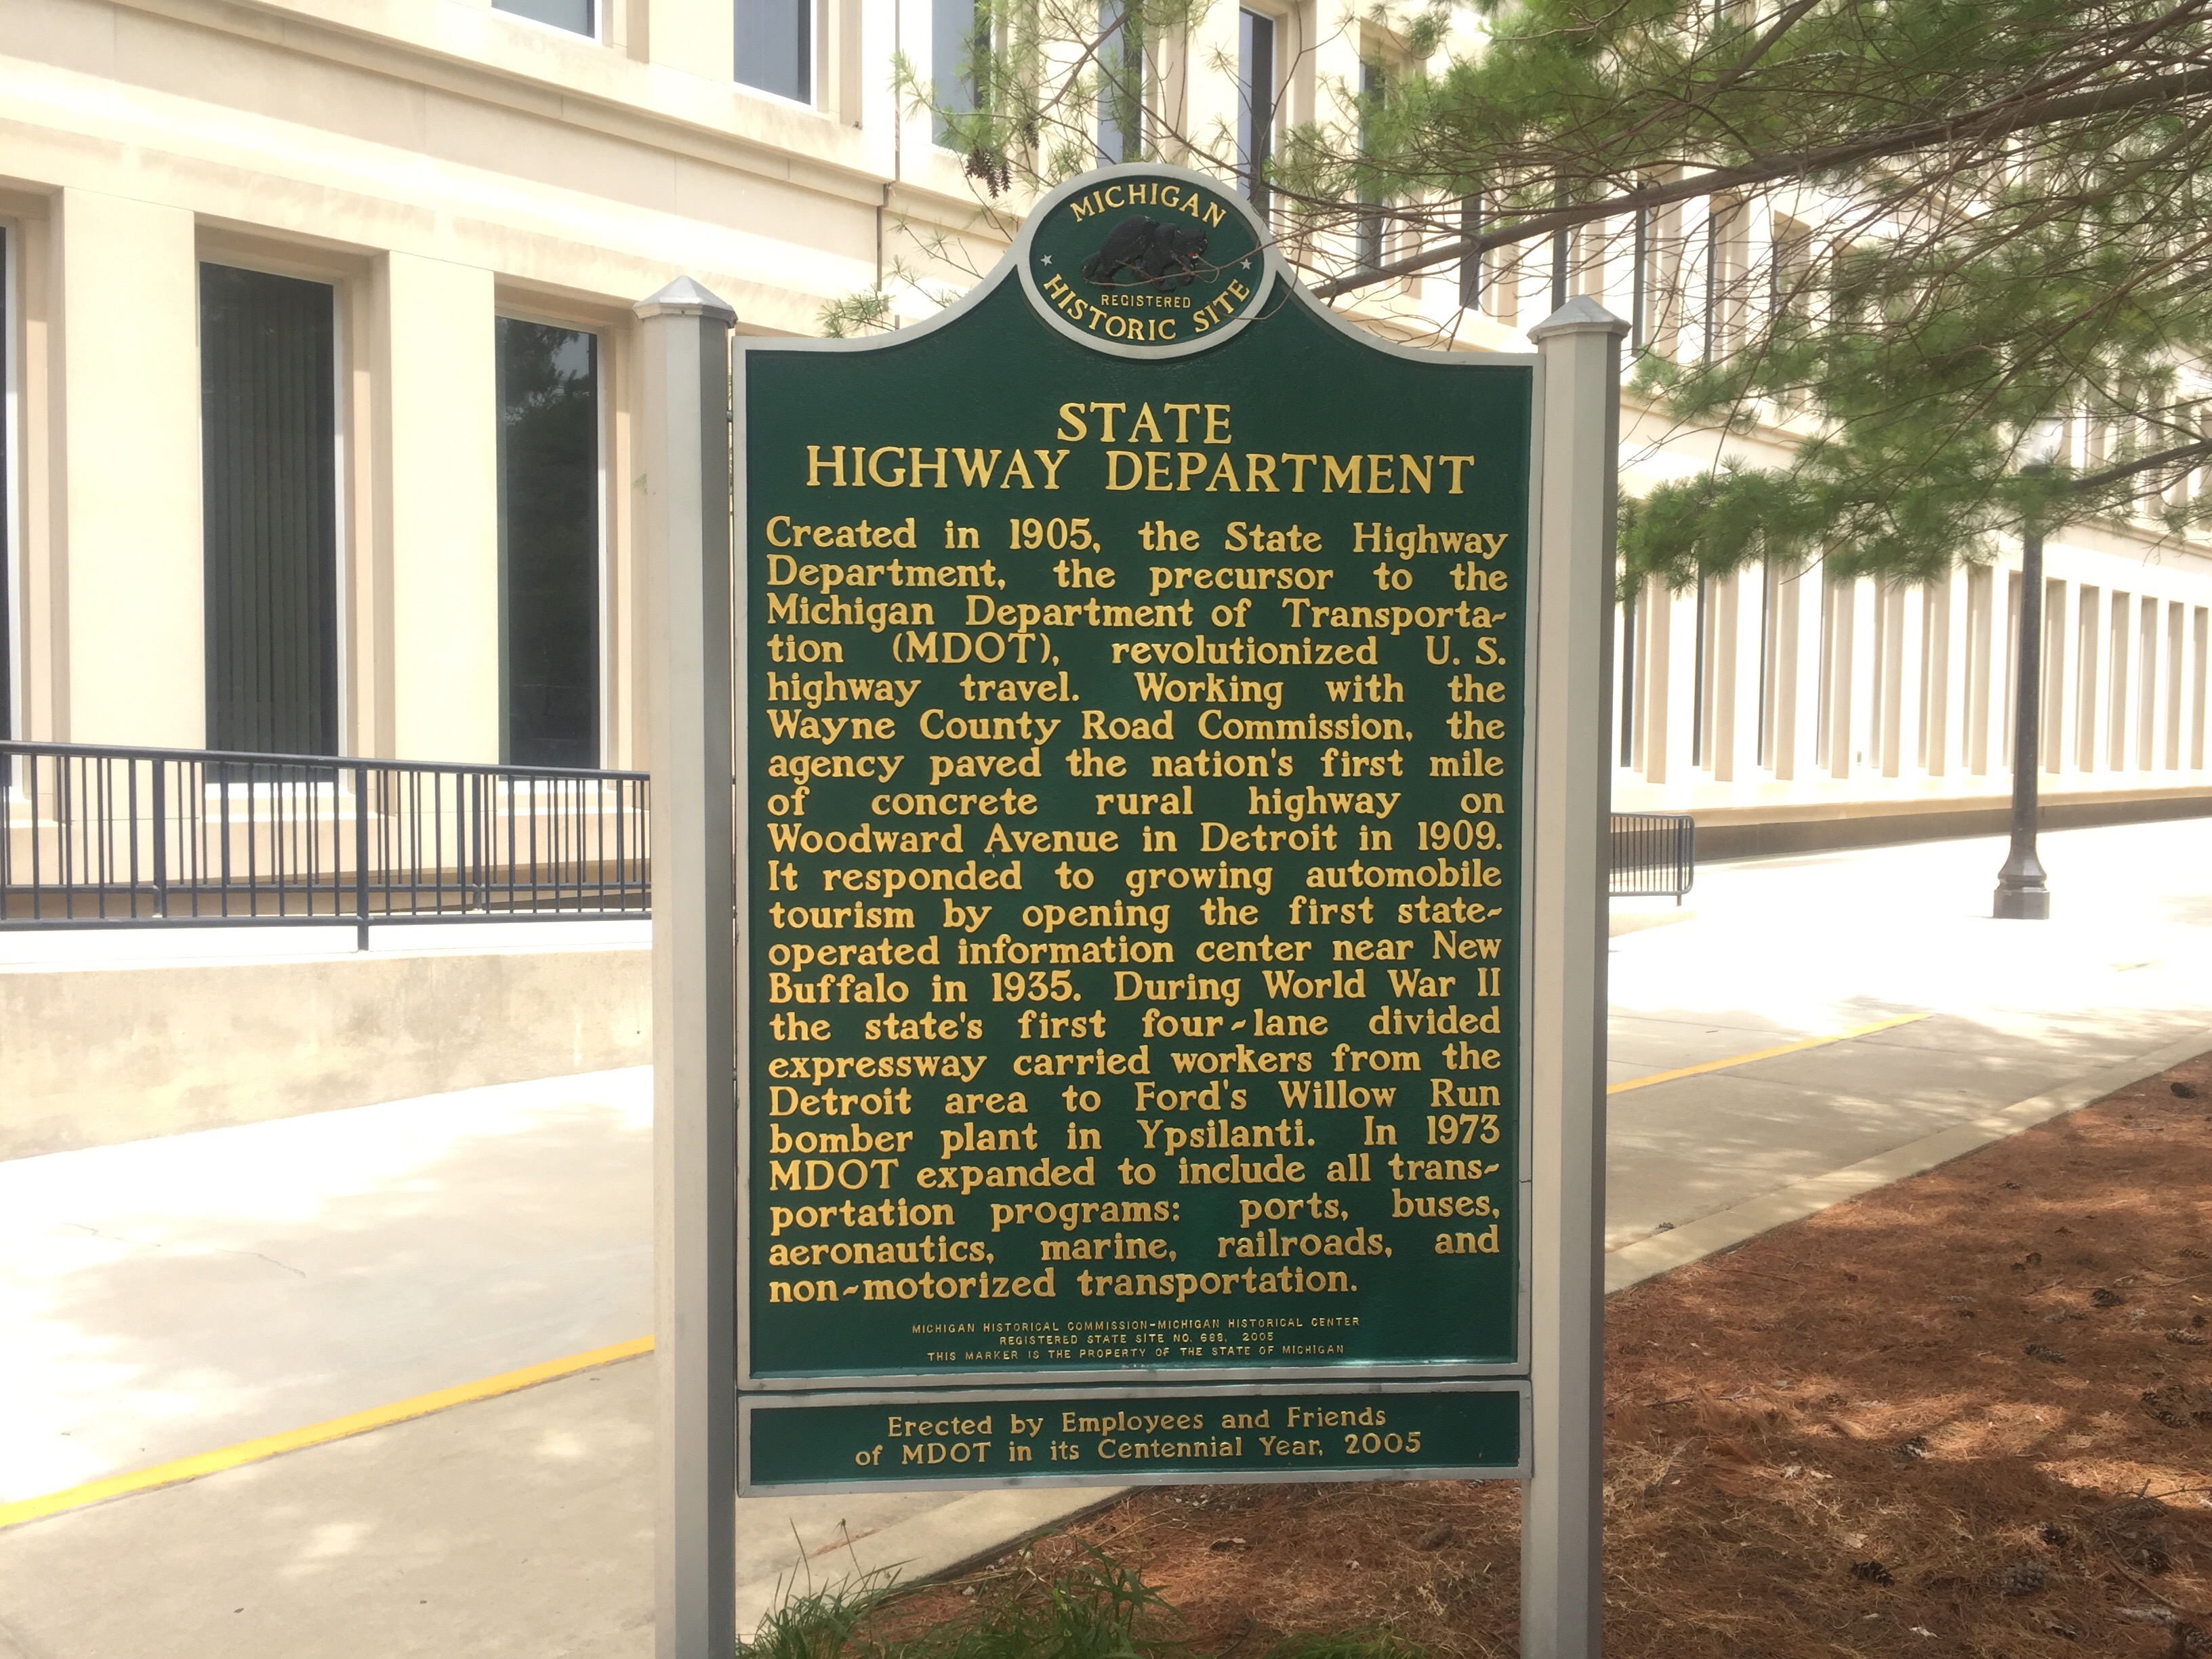 MICHIGAN
REGISTERED
HISTORIC SITE
STATE
HIGHWAY DEPARTMENT
Created in 1905, the State Highway
Department, the precursor to the
Michigan Department of Transporta-
tion (MDOT), revolutionized U. S.
highway travel. Working with the
Wayne County Road Commission, the
agency paved the nation's first mile
of concrete rural highway on
Woodward Avenue in Detroit in 1909.
It responded to growing automobile
tourism by opening the first state-
operated information center near New
Buffalo in 1935. During World War II
the state's first four-lane divided
expressway carried workers from the
Detroit area to Ford's Willow Run
bomber plant in Ypsilanti. In 1973
MDOT expanded to include all trans-
portation programs: ports, buses,
aeronautics, marine, railroads, and
non-motorized transportation.
MICHIGAN HISTORICAL COMMISSION-MICHIGAN HISTORICAL CENTER
REGISTERED STATE SITE NO. 688, 2005
THIS MARKER IS THE PROPERTY OF THE STATE OF MICHIGAN
Erected by Employees and Friends
of MDOT in its Centennial Year, 2005